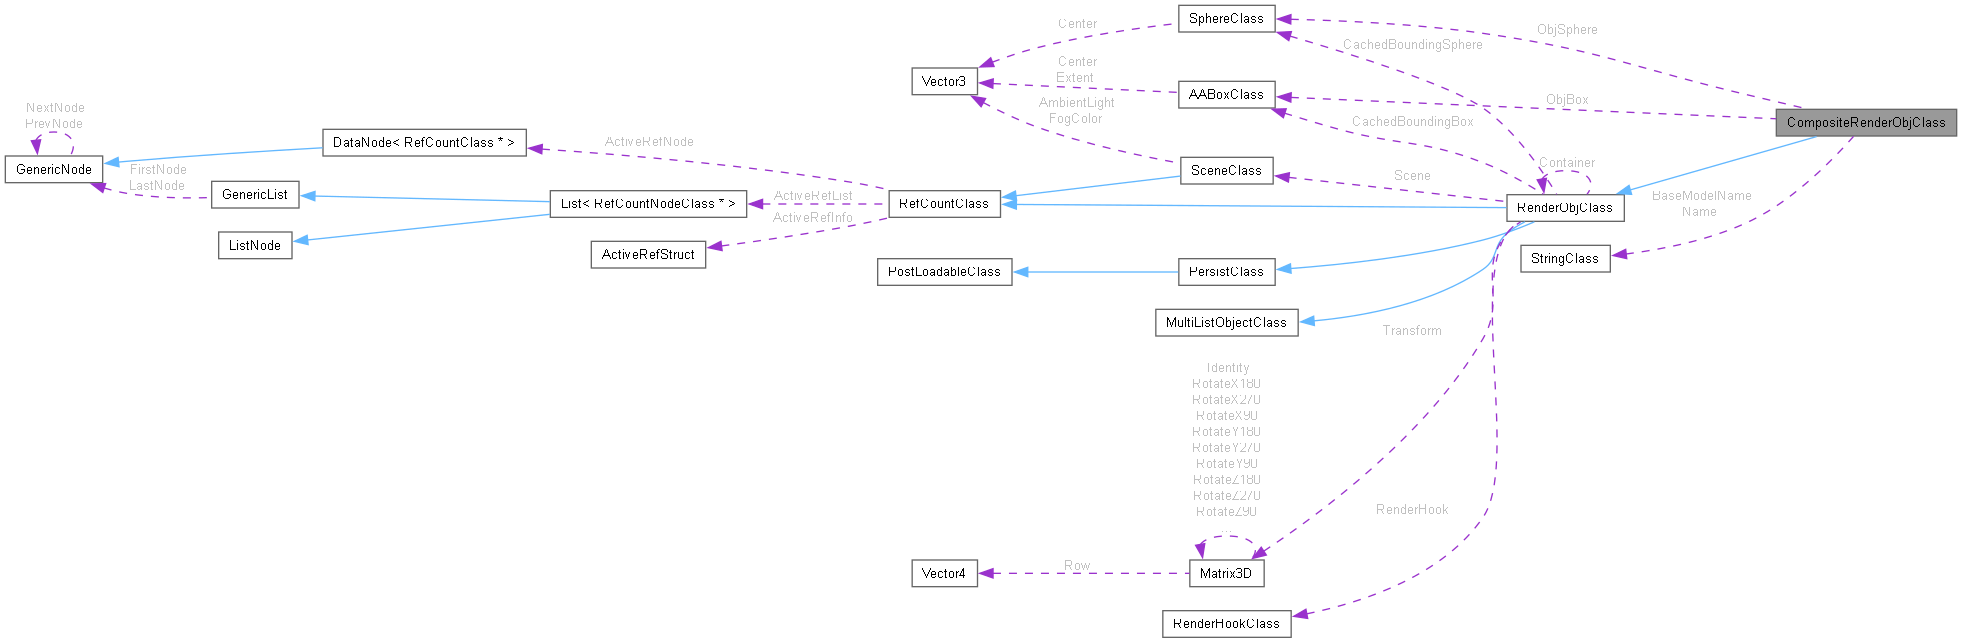 SphereClass
Center
ObjSphere
CachedBoundingSphere
Center
Extent
Vector3
AABoxClass
ObjBox
AmbientLight
FogColor
CachedBoundingBox
CompositeRenderObjClass
NextNode
PrevNode
DataNode< RefCountClass * >
ActiveRefNode
GenericNode
FirstNode
LastNode
SceneClass
Scene
Container
GenericList
List< RefCountNodeClass * >
ActiveRefList
RefCountClass
RenderObjClass
BaseModelName
Name
ActiveRefInfo
ListNode
ActiveRefStruct
StringClass
PostLoadableClass
PersistClass
MultiListObjectClass
Transform
Identity
RotateX180
RotateX270
RotateX90
RotateY180
RotateY270
RotateY90
RotateZ180
RotateZ270
RotateZ90
...
RenderHook
Vector4
Row
Matrix3D
RenderHookClass